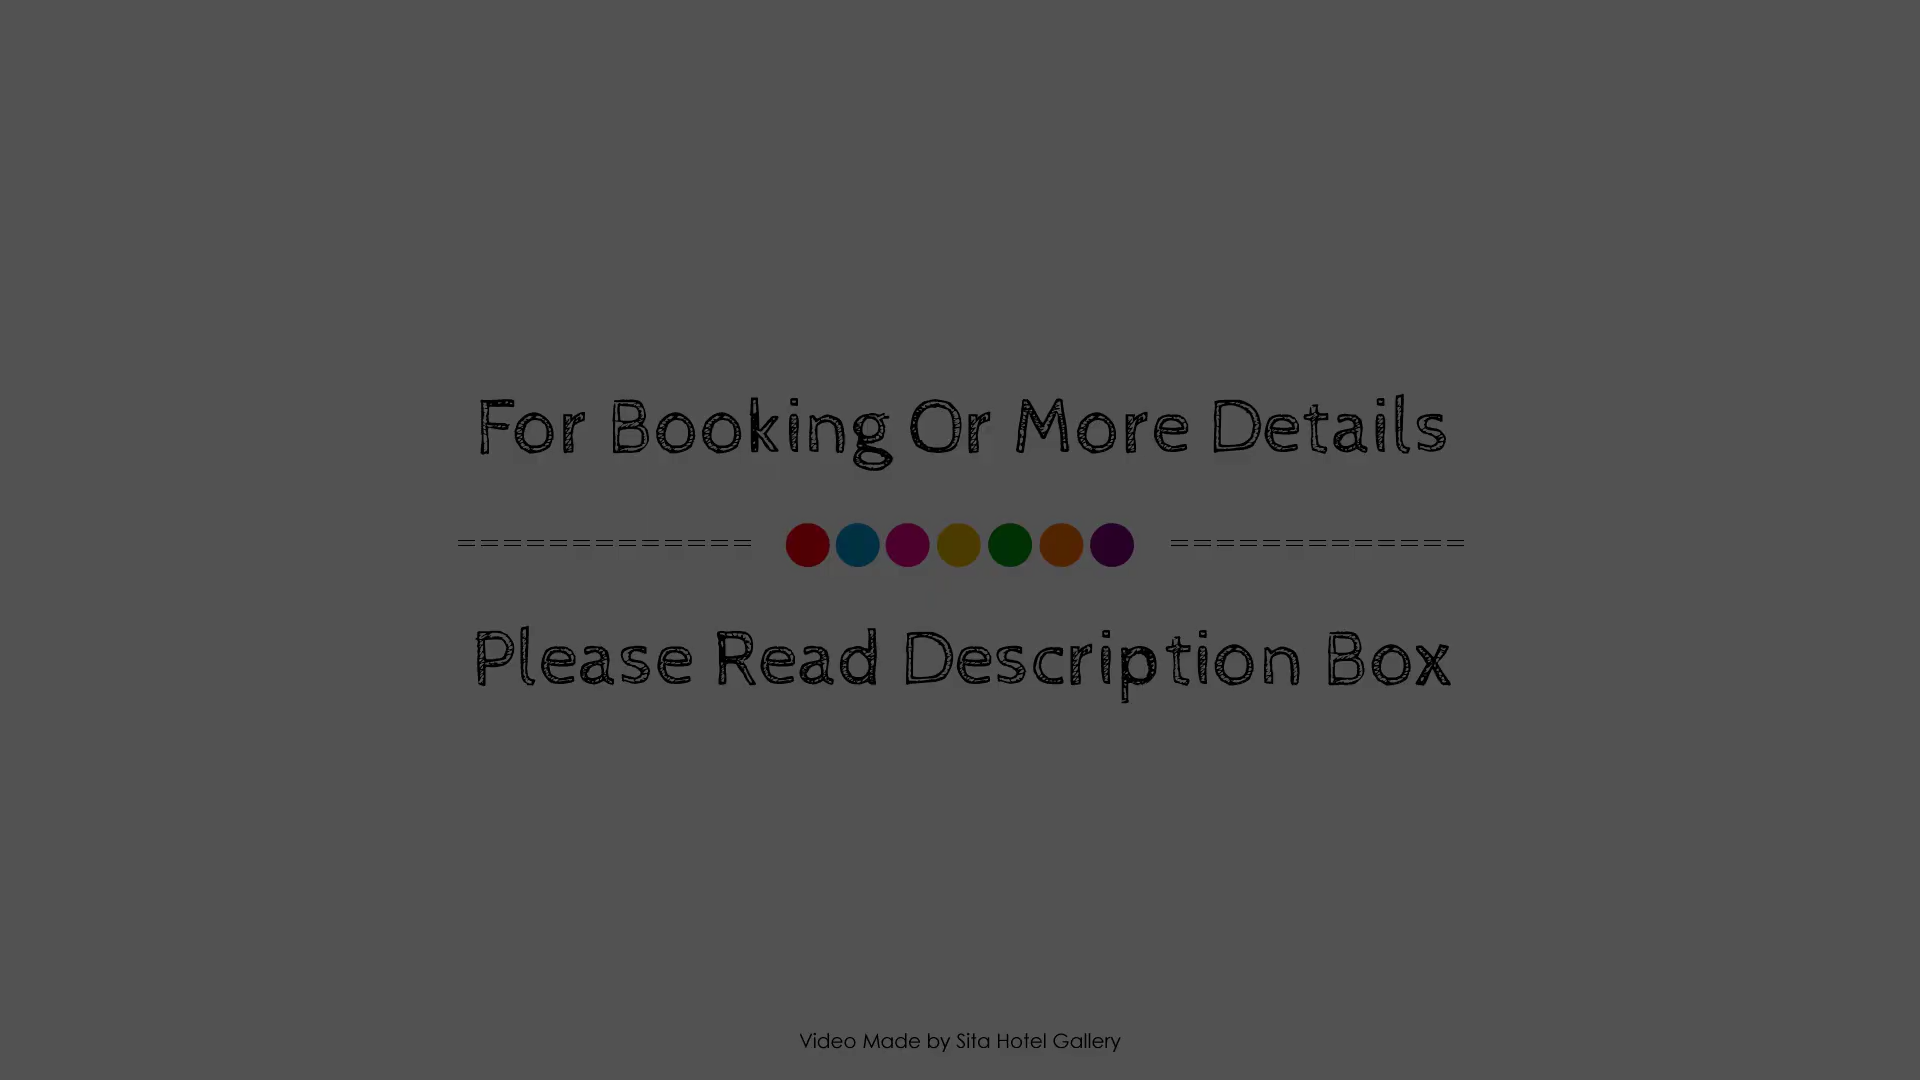 For Booking Or More Details
============= =============
Please Read Description Box
Video Made by Sita Hotel Gallery